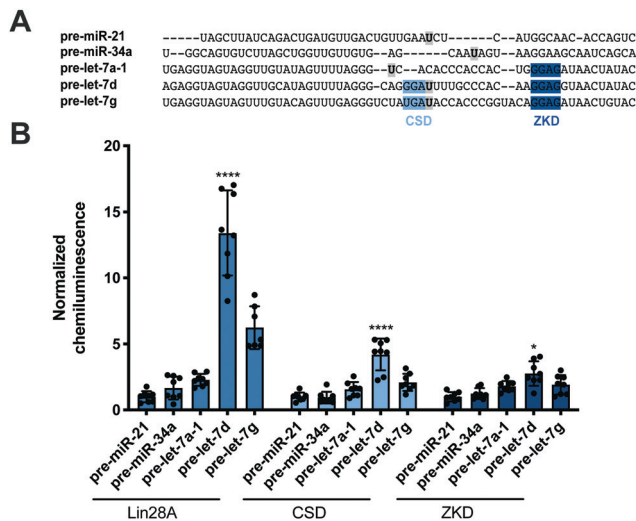 A
pre-miR-21 -----UAGCUUAUCAGACUGAUGUUGACUGUUGAAUCU-----C--AUGGCAAC-ACCAGUC
pre-miR-34a U--GGCAGUGUCUUAGCUGGUUGUUGUG--AG------CAAUAGUAAGGAAGCAAUCAGCA
pre-let-7a-1 UGAGGUAGUAGGUUGUAUAGUUUUAGGG--UC--ACACCCACCAC--UGGGAGAUAACUAUAC
pre-let-7d AGAGGUAGUAGGUUGCAUAGUUUUAGGG--CAGGGAUUUUGCCCAC--AAGGAGGUAACUAUAC
pre-let-7g UGAGGUAGUAGUUUGUACAGUUUGAGGGUCUAUGAUACCACCCGGUACAGGAGAUAACUGUAC
CSD ZKD
B
Normalized
chemiluminescence
20
15
10
5
0
**** **** *
pre-miR-21 pre-miR-34a pre-let-7a-1 pre-let-7d pre-let-7g pre-miR-21 pre-miR-34a pre-let-7a-1 pre-let-7d pre-let-7g pre-miR-21 pre-miR-34a pre-let-7a-1 pre-let-7d pre-let-7g
Lin28A CSD ZKD